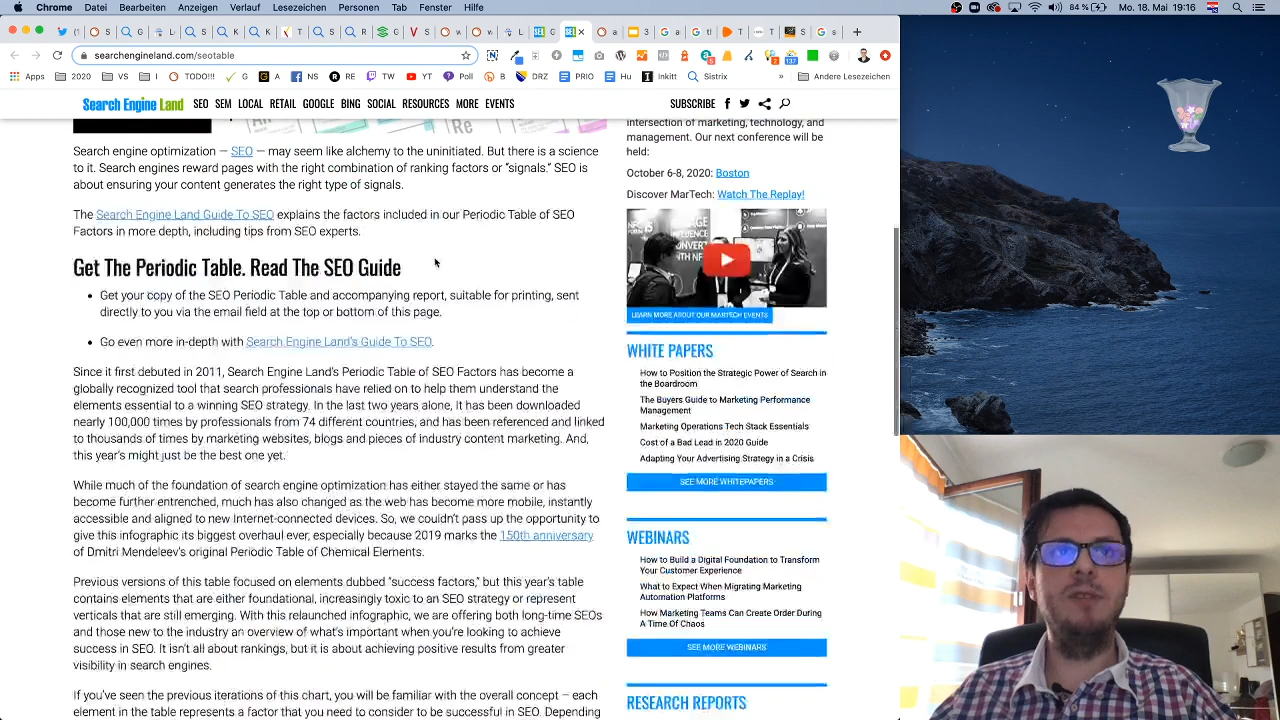 Chrome Datei Bearbeiten Ansicht Verlauf Lesezeichen Personen Tab Fenster Hilfe
84 % Mo. 18. Mai 19:16
searchengineland.com/seotable
Apps 2020 VS I TODO!!! G A NS RE TW YT Poll B DRZ PRIO Hu Inkitt Sistrix » Andere Lesezeichen
Search Engine Land SEO SEM LOCAL RETAIL GOOGLE BING SOCIAL RESOURCES MORE EVENTS SUBSCRIBE
Search engine optimization — SEO — may seem like alchemy to the uninitiated. But there is a science
to it. Search engines reward pages with the right combination of ranking factors or “signals.” SEO is
about ensuring your content generates the right type of signals.
The Search Engine Land Guide To SEO explains the factors included in our Periodic Table of SEO
Factors in more depth, including tips from SEO experts.
Get The Periodic Table. Read The SEO Guide
Get your copy of the SEO Periodic Table and accompanying report, suitable for printing, sent
directly to you via the email field at the top or bottom of this page.
Go even more in-depth with Search Engine Land's Guide To SEO.
Since it first debuted in 2011, Search Engine Land's Periodic Table of SEO Factors has become a
globally recognized tool that search professionals have relied on to help them understand the
elements essential to a winning SEO strategy. In the last two years alone, it has been downloaded
nearly 100,000 times by professionals from 74 different countries, and has been referenced and linked
to thousands of times by marketing websites, blogs and pieces of industry content marketing. And,
this year's might just be the best one yet.
While much of the foundation of search engine optimization has either stayed the same or has
become further entrenched, much has also changed as the web has become more mobile, instantly
accessible and aligned to new Internet-connected devices. So, we couldn't pass up the opportunity to
give this infographic its biggest overhaul ever, especially because 2019 marks the 150th anniversary
of Dmitri Mendeleev's original Periodic Table of Chemical Elements.
Previous versions of this table focused on elements dubbed “success factors,” but this year's table
contains elements that are either foundational, increasingly toxic to an SEO strategy or represent
verticals that are still emerging. With this relaunched infographic, we are offering both long-time SEOs
and those new to the industry an overview of what's important when you're looking to achieve
success in SEO. It isn't all about rankings, but it is about achieving positive results from greater
visibility in search engines.
If you've seen the previous iterations of this chart, you will be familiar with the overall concept — each
element in the table represents a factor that you need to consider to be successful in SEO. Depending
intersection of marketing, technology, and
management. Our next conference will be
held:
October 6-8, 2020: Boston
Discover MarTech: Watch The Replay!
LEARN MORE ABOUT OUR MARTECH EVENTS
WHITE PAPERS
How to Position the Strategic Power of Search in
the Boardroom
The Buyers Guide to Marketing Performance
Management
Marketing Operations Tech Stack Essentials
Cost of a Bad Lead in 2020 Guide
Adapting Your Advertising Strategy in a Crisis
SEE MORE WHITEPAPERS
WEBINARS
How to Build a Digital Foundation to Transform
Your Customer Experience
What to Expect When Migrating Marketing
Automation Platforms
How Marketing Teams Can Create Order During
A Time Of Chaos
SEE MORE WEBINARS
RESEARCH REPORTS